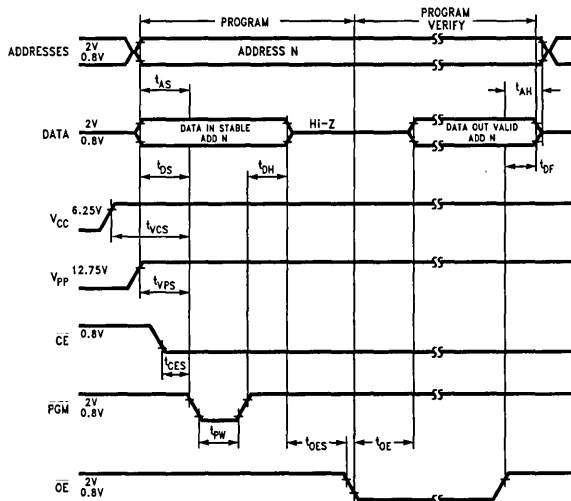 PROGRAM
PROGRAM
VERIFY
ADDRESSES 2V
0.8V
ADDRESS N
tAS
tAH
DATA 2V
0.8V
DATA IN STABLE
ADD N
Hi-Z
DATA OUT VALID
ADD N
tDS
tDH
tDF
VCC 6.25V
tVCS
VPP 12.75V
tVPS
CE
0.8V
tCES
PGM 2V
0.8V
tPW
tOES
tOE
OE 2V
0.8V